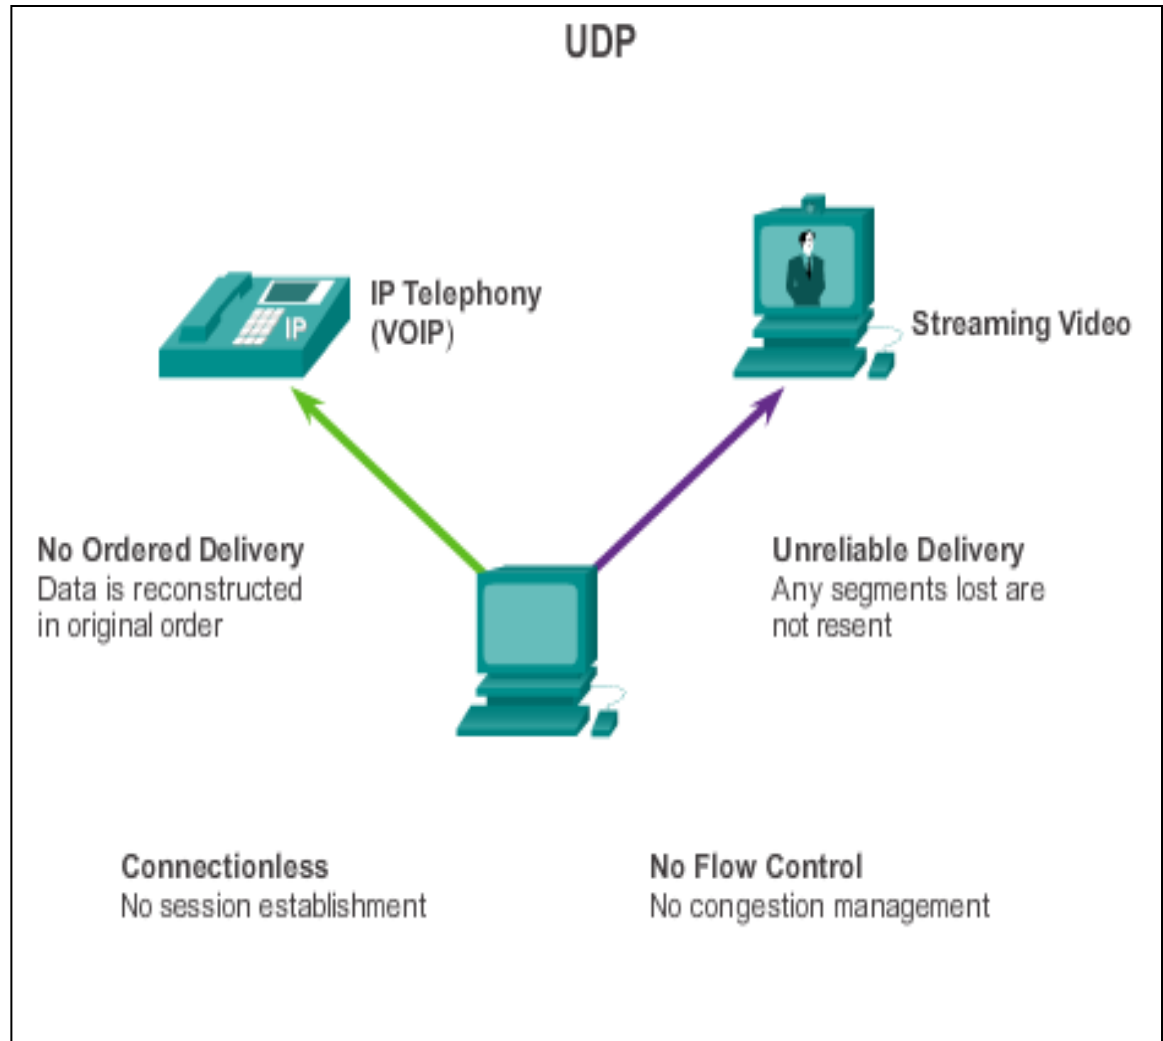 UDP
IP Telephony
(VOIP)
IP
Streaming Video
No Ordered Delivery
Data is reconstructed
in original order
Unreliable Delivery
Any segments lost are
not resent
Connectionless
No session establishment
No Flow Control
No congestion management